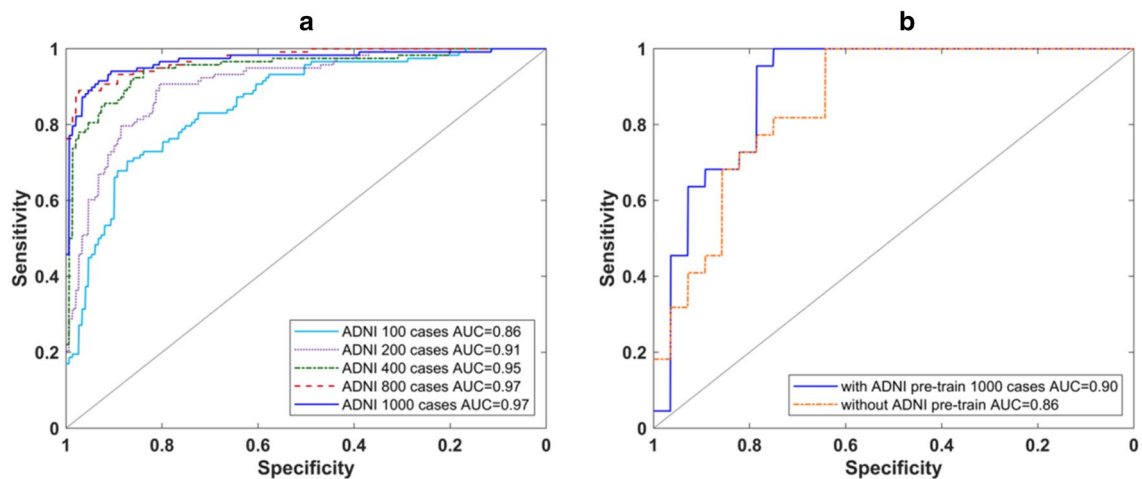 a
1
0.8
0.6
0.4
0.2
0
Sensitivity
ADNI 100 cases AUC=0.86
ADNI 200 cases AUC=0.91
ADNI 400 cases AUC=0.95
ADNI 800 cases AUC=0.97
ADNI 1000 cases AUC=0.97
1 0.8 0.6 0.4 0.2 0
Specificity
b
1
0.8
0.6
0.4
0.2
0
Sensitivity
with ADNI pre-train 1000 cases AUC=0.90
without ADNI pre-train AUC=0.86
1 0.8 0.6 0.4 0.2 0
Specificity